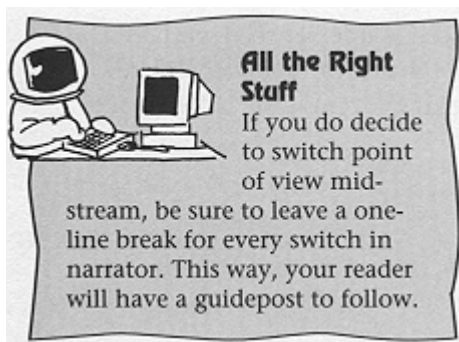 All the Right
Stuff
If you do decide
to switch point
of view mid-
stream, be sure to leave a one-
line break for every switch in
narrator. This way, your reader
will have a guidepost to follow.